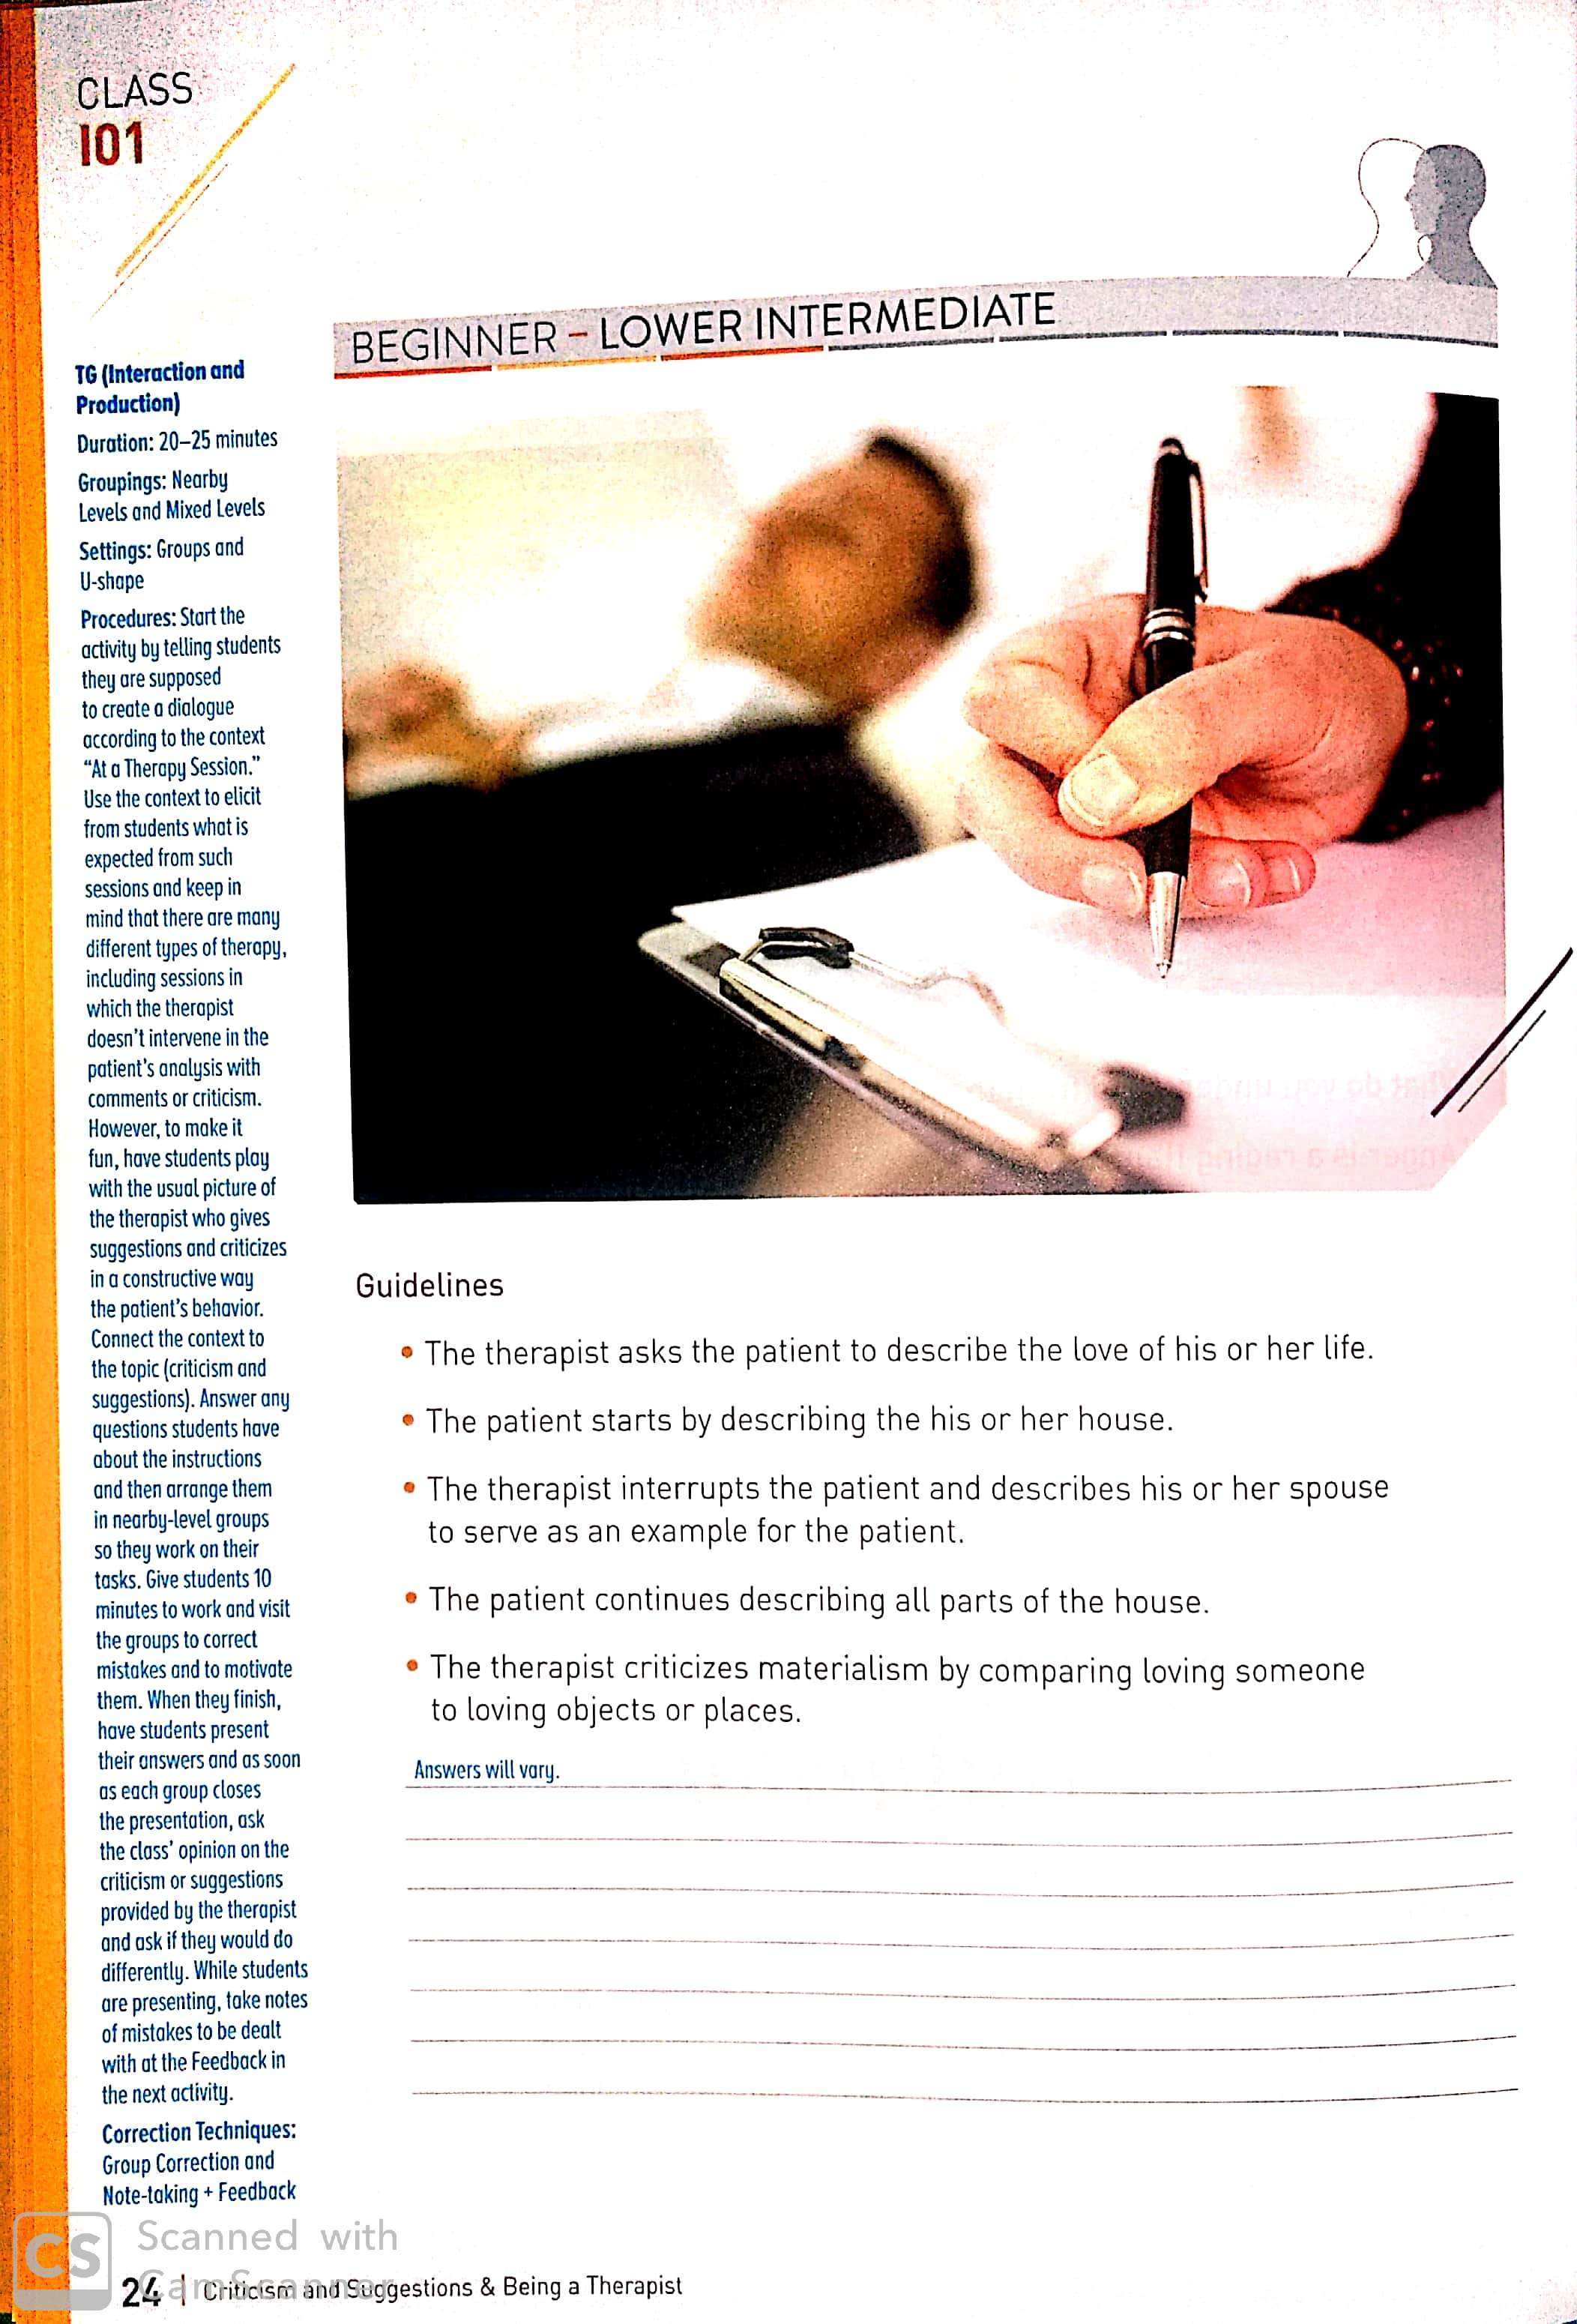 CLASS
101
BEGINNER – LOWER INTERMEDIATE
TG (Interaction and
Production)
Duration: 20–25 minutes
Groupings: Nearby
Levels and Mixed Levels
Settings: Groups and
U-shape
Procedures: Start the
activity by telling students
they are supposed
to create a dialogue
according to the context
“At a Therapy Session.”
Use the context to elicit
from students what is
expected from such
sessions and keep in
mind that there are many
different types of therapy,
including sessions in
which the therapist
doesn't intervene in the
patient's analysis with
comments or criticism.
However, to make it
fun, have students play
with the usual picture of
the therapist who gives
suggestions and criticizes
in a constructive way
the patient's behavior.
Connect the context to
the topic (criticism and
suggestions). Answer any
questions students have
about the instructions
and then arrange them
in nearby-level groups
so they work on their
tasks. Give students 10
minutes to work and visit
the groups to correct
mistakes and to motivate
them. When they finish,
have students present
their answers and as soon
as each group closes
the presentation, ask
the class' opinion on the
criticism or suggestions
provided by the therapist
and ask if they would do
differently. While students
are presenting, take notes
of mistakes to be dealt
with at the Feedback in
the next activity.
Correction Techniques:
Group Correction and
Note-taking + Feedback
Guidelines
• The therapist asks the patient to describe the love of his or her life.
• The patient starts by describing the his or her house.
• The therapist interrupts the patient and describes his or her spouse
to serve as an example for the patient.
• The patient continues describing all parts of the house.
• The therapist criticizes materialism by comparing loving someone
to loving objects or places.
Answers will vary.
CS
Scanned with
CamScanner
24 | Criticism and Suggestions & Being a Therapist